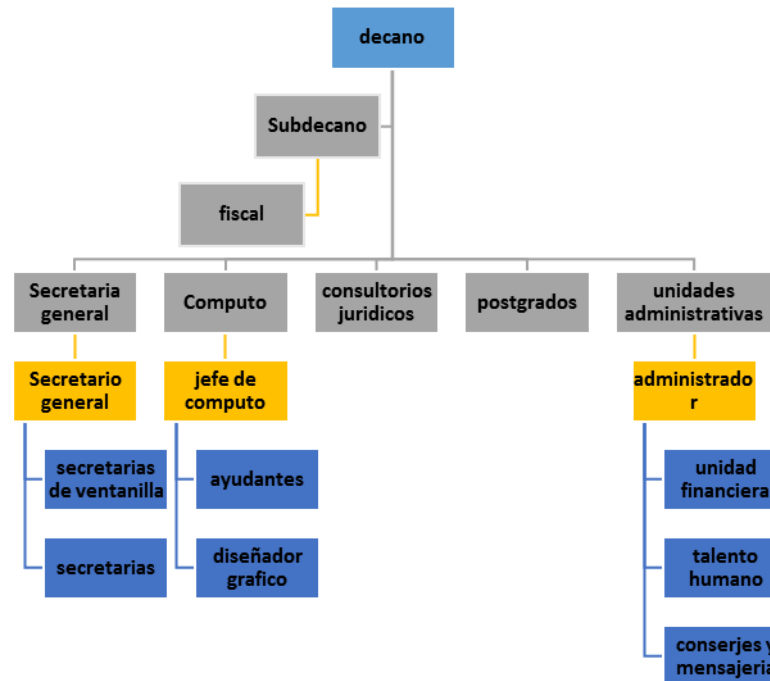 decano
Subdecano
fiscal
Secretaria
general
Computo
consultorios
juridicos
postgrados
unidades
administrativas
Secretario
general
jefe de
computo
administrado
r
secretarias
de ventanilla
ayudantes
unidad
financiera
secretarias
diseñador
grafico
talento
humano
conserjes y
mensajeria